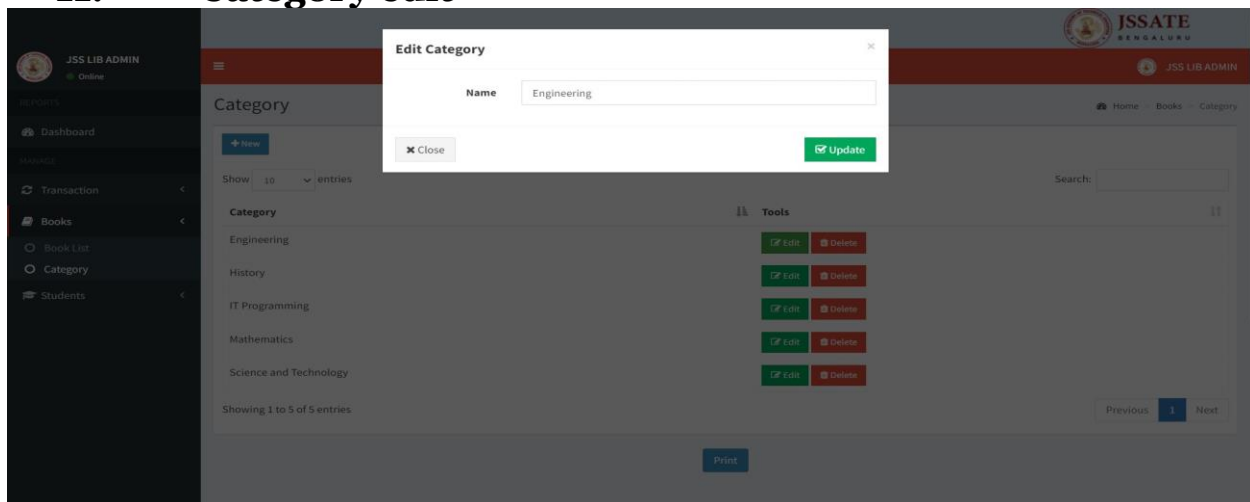 Category edit
JSSATE
BENGALURU
Edit Category
×
JSS LIB ADMIN
Online
JSS LIB ADMIN
Name Engineering
REPORTS
Category
Home Books Category
Dashboard
+ New
Close
Update
MANAGE
Show 10 entries
Search:
Transaction
Category Tools
Books
Engineering Edit Delete
Book List
Category
History Edit Delete
Students
IT Programming Edit Delete
Mathematics Edit Delete
Science and Technology Edit Delete
Showing 1 to 5 of 5 entries
Previous 1 Next
Print